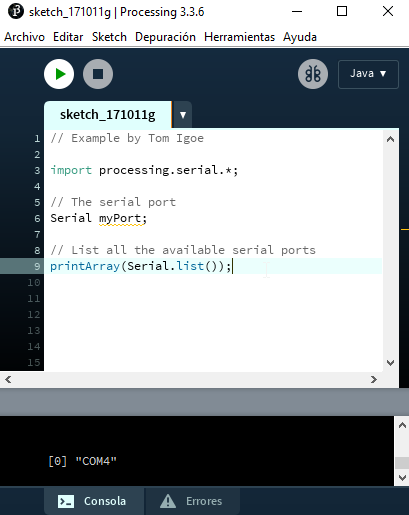 sketch_171011g | Processing 3.3.6
Archivo Editar Sketch Depuración Herramientas Ayuda
Java ▾
sketch_171011g ▾
1 // Example by Tom Igoe
2
3 import processing.serial.*;
4
5 // The serial port
6 Serial myPort;
7
8 // List all the available serial ports
9 printArray(Serial.list());
10
11
12
13
14
15
[0] "COM4"
Consola Errores